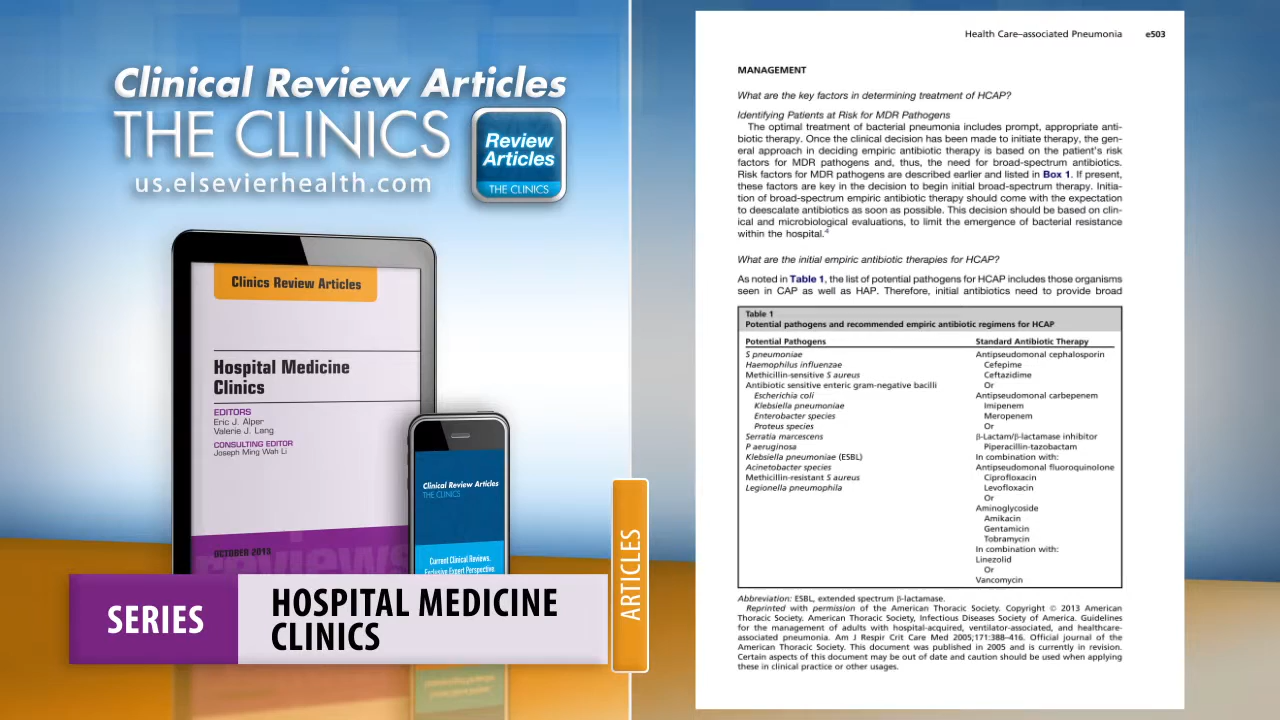 Clinical Review Articles
THE CLINICS
us.elsevierhealth.com
Review
Articles
THE CLINICS
Clinics Review Articles
Hospital Medicine
Clinics
EDITORS
Eric J. Alper
Valerie J. Lang
CONSULTING EDITOR
Joseph Ming Wah Li
OCTOBER 2013
Clinical Review Articles
THE CLINICS
Current Clinical Reviews.
Exclusive Expert Perspective
SERIES
HOSPITAL MEDICINE
CLINICS
ARTICLES
Health Care–associated Pneumonia e503
MANAGEMENT
What are the key factors in determining treatment of HCAP?
Identifying Patients at Risk for MDR Pathogens
The optimal treatment of bacterial pneumonia includes prompt, appropriate anti-
biotic therapy. Once the clinical decision has been made to initiate therapy, the gen-
eral approach in deciding empiric antibiotic therapy is based on the patient's risk
factors for MDR pathogens and, thus, the need for broad-spectrum antibiotics.
Risk factors for MDR pathogens are described earlier and listed in Box 1. If present,
these factors are key in the decision to begin initial broad-spectrum therapy. Initia-
tion of broad-spectrum empiric antibiotic therapy should come with the expectation
to deescalate antibiotics as soon as possible. This decision should be based on clin-
ical and microbiological evaluations, to limit the emergence of bacterial resistance
within the hospital.4
What are the initial empiric antibiotic therapies for HCAP?
As noted in Table 1, the list of potential pathogens for HCAP includes those organisms
seen in CAP as well as HAP. Therefore, initial antibiotics need to provide broad
Table 1
Potential pathogens and recommended empiric antibiotic regimens for HCAP
Potential Pathogens Standard Antibiotic Therapy
S pneumoniae Antipseudomonal cephalosporin
Haemophilus influenzae Cefepime
Methicillin-sensitive S aureus Ceftazidime
Antibiotic sensitive enteric gram-negative bacilli Or
Escherichia coli Antipseudomonal carbepenem
Klebsiella pneumoniae Imipenem
Enterobacter species Meropenem
Proteus species Or
Serratia marcescens β-Lactam/β-lactamase inhibitor
P aeruginosa Piperacillin-tazobactam
Klebsiella pneumoniae (ESBL) In combination with:
Acinetobacter species Antipseudomonal fluoroquinolone
Methicillin-resistant S aureus Ciprofloxacin
Legionella pneumophila Levofloxacin
Or
Aminoglycoside
Amikacin
Gentamicin
Tobramycin
In combination with:
Linezolid
Or
Vancomycin
Abbreviation: ESBL, extended spectrum β-lactamase.
Reprinted with permission of the American Thoracic Society. Copyright © 2013 American
Thoracic Society. American Thoracic Society, Infectious Diseases Society of America. Guidelines
for the management of adults with hospital-acquired, ventilator-associated, and healthcare-
associated pneumonia. Am J Respir Crit Care Med 2005;171:388–416. Official journal of the
American Thoracic Society. This document was published in 2005 and is currently in revision.
Certain aspects of this document may be out of date and caution should be used when applying
these in clinical practice or other usages.